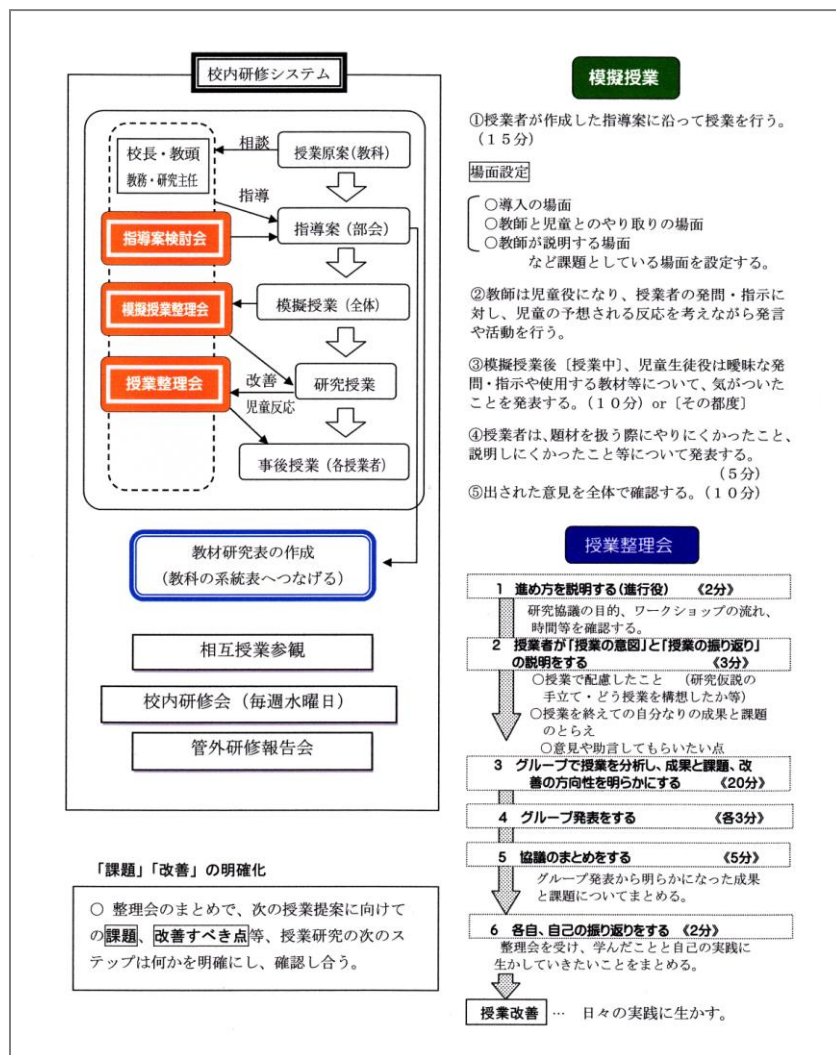 校内研修システム
校長・教頭
教務・研究主任
相談
授業原案(教科)
指導
指導案検討会
指導案(部会)
模擬授業整理会
模擬授業(全体)
授業整理会
改善
児童反応
研究授業
事後授業(各授業者)
教材研究表の作成
(教科の系統表へつなげる)
相互授業参観
校内研修会(毎週水曜日)
管外研修報告会
「課題」「改善」の明確化
○ 整理会のまとめで、次の授業提案に向けて
の課題、改善すべき点等、授業研究の次のス
テップは何かを明確にし、確認し合う。
模擬授業
①授業者が作成した指導案に沿って授業を行う。
(15分)
場面設定
○導入の場面
○教師と児童とのやり取りの場面
○教師が説明する場面
など課題としている場面を設定する。
②教師は児童役になり、授業者の発問・指示に
対し、児童の予想される反応を考えながら発言
や活動を行う。
③模擬授業後〔授業中〕、児童生徒役は曖昧な発
問・指示や使用する教材等について、気がついた
ことを発表する。(10分)or〔その都度〕
④授業者は、題材を扱う際にやりにくかったこと、
説明しにくかったこと等について発表する。
(5分)
⑤出された意見を全体で確認する。(10分)
授業整理会
1 進め方を説明する(進行役) 《2分》
研究協議の目的、ワークショップの流れ、
時間等を確認する。
2 授業者が「授業の意図」と「授業の振り返り」
の説明をする 《3分》
○授業で配慮したこと (研究仮説の
手立て・どう授業を構想したか等)
○授業を終えての自分なりの成果と課題
のとらえ
○意見や助言してもらいたい点
3 グループで授業を分析し、成果と課題、改
善の方向性を明らかにする 《20分》
4 グループ発表をする 《各3分》
5 協議のまとめをする 《5分》
グループ発表から明らかになった成果
と課題についてまとめる。
6 各自、自己の振り返りをする 《2分》
整理会を受け、学んだことと自己の実践に
生かしていきたいことをまとめる。
授業改善 … 日々の実践に生かす。